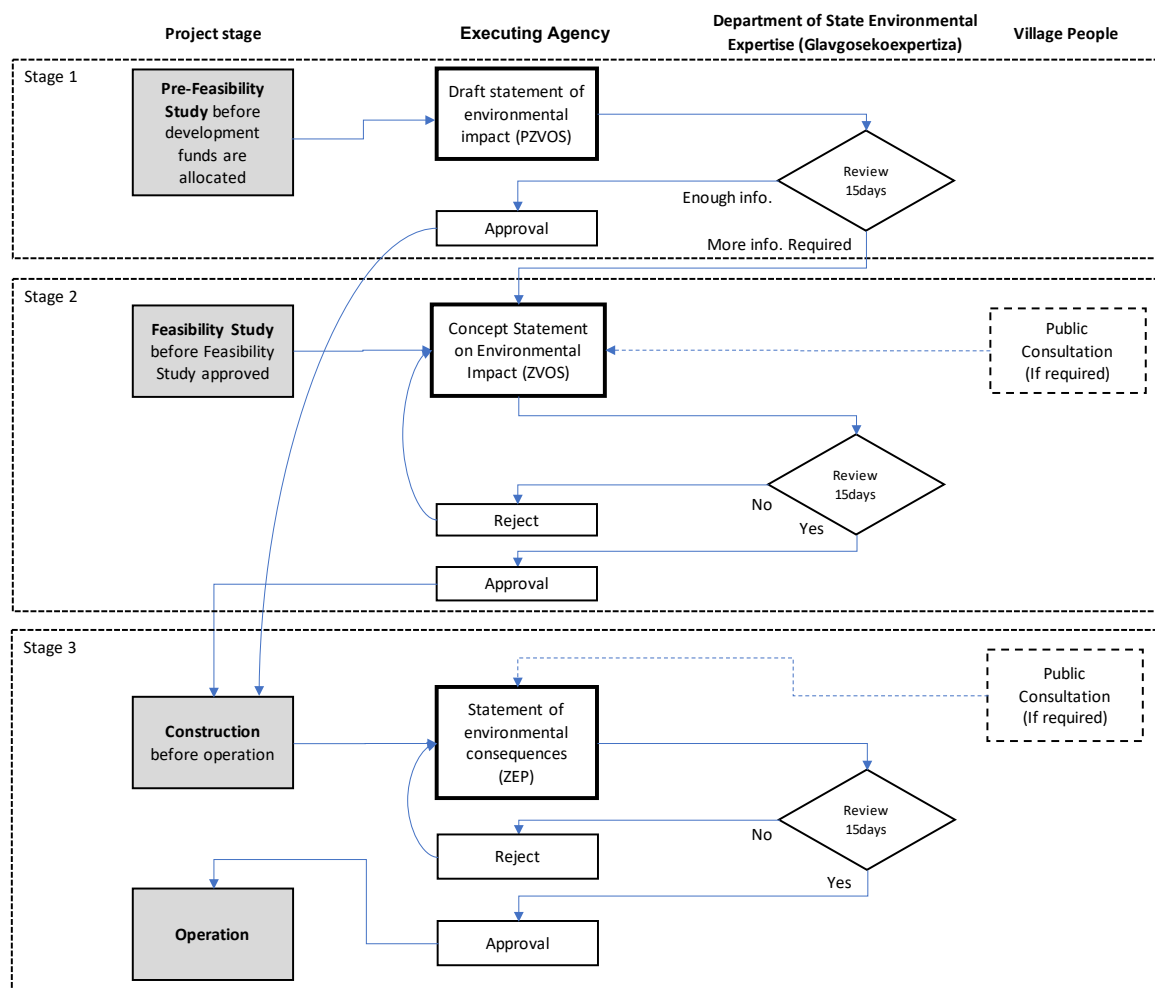 Project stage
Executing Agency
Department of State Environmental
Expertise (Glavgosekoexpertiza)
Village People
Stage 1
Pre-Feasibility
Study before
development
funds are
allocated
Draft statement of
environmental
impact (PZVOS)
Review
15days
Enough info.
Approval
More info. Required
Stage 2
Feasibility Study
before Feasibility
Study approved
Concept Statement
on Environmental
Impact (ZVOS)
Public
Consultation
(If required)
Review
15days
No
Reject
Yes
Approval
Stage 3
Construction
before operation
Statement of
environmental
consequences
(ZEP)
Public
Consultation
(If required)
Review
15days
No
Reject
Yes
Operation
Approval